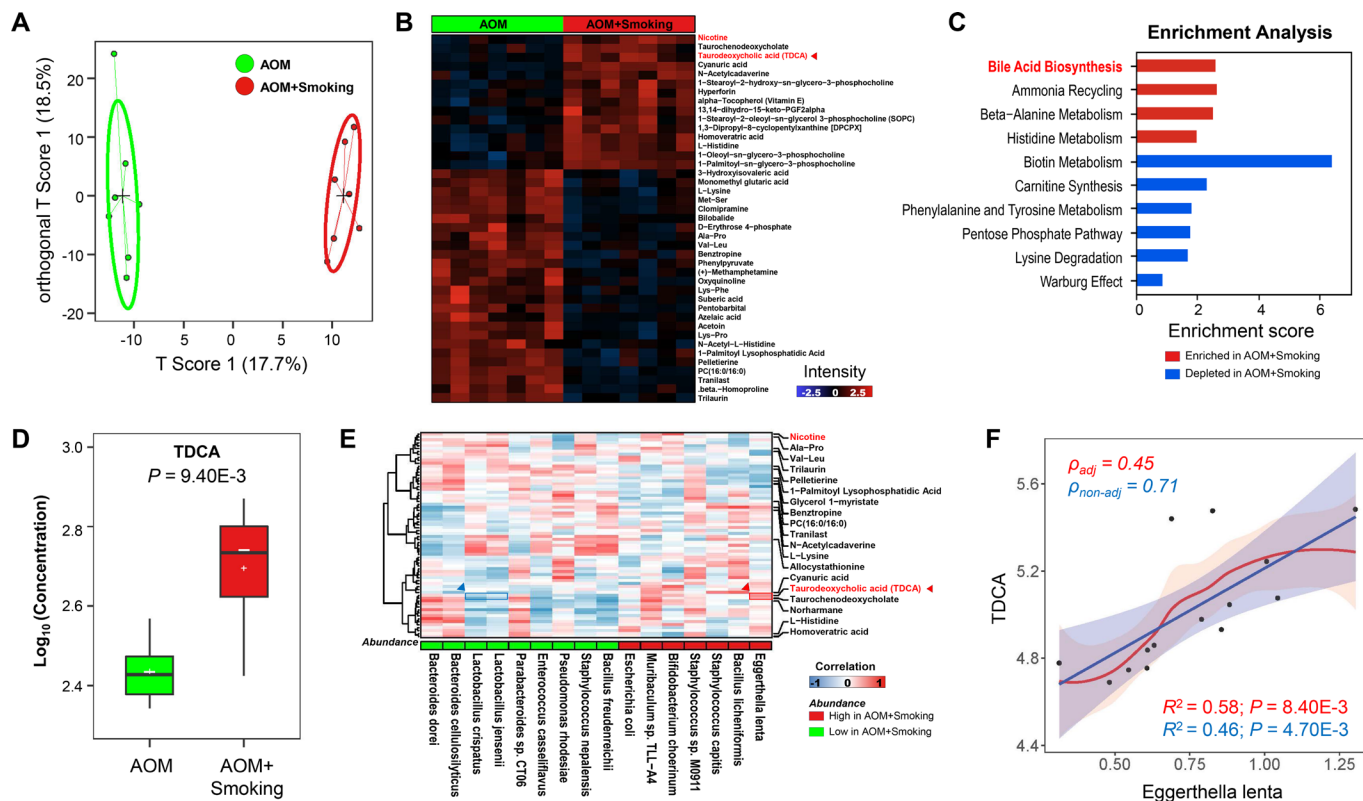 A
orthogonal T Score 1 (18.5%)
20
10
0
-10
-20
AOM
AOM+Smoking
-10
-5
0
5
10
T Score 1 (17.7%)
B
AOM
AOM+Smoking
Nicotine
Taurochenodeoxycholate
Taurodeoxycholic acid (TDCA)
Cyanuric acid
N-Acetylcadaverine
1-Stearoyl-2-hydroxy-sn-glycero-3-phosphocholine
Hyperforin
alpha-Tocopherol (Vitamin E)
13,14-dihydro-15-keto-PGF2alpha
1-Stearoyl-2-oleoyl-sn-glycerol 3-phosphocholine (SOPC)
1,3-Dipropyl-8-cyclopentylxanthine [DPCPX]
Homoveratric acid
L-Histidine
1-Oleoyl-sn-glycero-3-phosphocholine
1-Palmitoyl-sn-glycero-3-phosphocholine
3-Hydroxyisovaleric acid
Monomethyl glutaric acid
L-Lysine
Met-Ser
Clomipramine
Bilobalide
D-Erythrose 4-phosphate
Ala-Pro
Val-Leu
Benztropine
Phenylpyruvate
(+)-Methamphetamine
Oxyquinoline
Lys-Phe
Suberic acid
Pentobarbital
Azelaic acid
Acetoin
Lys-Pro
N-Acetyl-L-Histidine
1-Palmitoyl Lysophosphatidic Acid
Pelletierine
PC(16:0/16:0)
Tranilast
.beta.-Homoproline
Trilaurin
Intensity
-2.5 0 2.5
C
Enrichment Analysis
Bile Acid Biosynthesis
Ammonia Recycling
Beta-Alanine Metabolism
Histidine Metabolism
Biotin Metabolism
Carnitine Synthesis
Phenylalanine and Tyrosine Metabolism
Pentose Phosphate Pathway
Lysine Degradation
Warburg Effect
0 2 4 6
Enrichment score
Enriched in AOM+Smoking
Depleted in AOM+Smoking
D
Log10 (Concentration)
3.0
2.8
2.6
2.4
TDCA
P = 9.40E-3
AOM
AOM+
Smoking
E
Nicotine
Ala-Pro
Val-Leu
Trilaurin
Pelletierine
1-Palmitoyl Lysophosphatidic Acid
Glycerol 1-myristate
Benztropine
PC(16:0/16:0)
Tranilast
N-Acetylcadaverine
L-Lysine
Allocystathionine
Cyanuric acid
Taurodeoxycholic acid (TDCA)
Taurochenodeoxycholate
Norharmane
L-Histidine
Homoveratric acid
Abundance
Bacteroides dorei
Bacteroides cellulosilyticus
Lactobacillus crispatus
Lactobacillus jensenii
Parabacteroides sp. CT06
Enterococcus casseliflavus
Pseudomonas rhodesiae
Staphylococcus nepalensis
Bacillus freudenreichii
Escherichia coli
Muribaculum sp. TLL-A4
Bifidobacterium choerinum
Staphylococcus sp. M0911
Staphylococcus capitis
Bacillus licheniformis
Eggerthella lenta
Correlation
-1 0 1
Abundance
High in AOM+Smoking
Low in AOM+Smoking
F
TDCA
5.6
5.2
4.8
4.4
ρadj = 0.45
ρnon-adj = 0.71
R² = 0.58; P = 8.40E-3
R² = 0.46; P = 4.70E-3
0.50 0.75 1.00 1.25
Eggerthella lenta